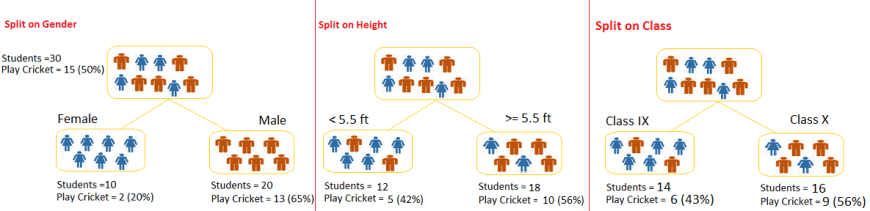 Split on Gender
Students =30
Play Cricket = 15 (50%)
Female
Male
Students =10
Play Cricket = 2 (20%)
Students = 20
Play Cricket = 13 (65%)
Split on Height
< 5.5 ft
>= 5.5 ft
Students = 12
Play Cricket = 5 (42%)
Students = 18
Play Cricket = 10 (56%)
Split on Class
Class IX
Class X
Students = 14
Play Cricket = 6 (43%)
Students = 16
Play Cricket = 9 (56%)